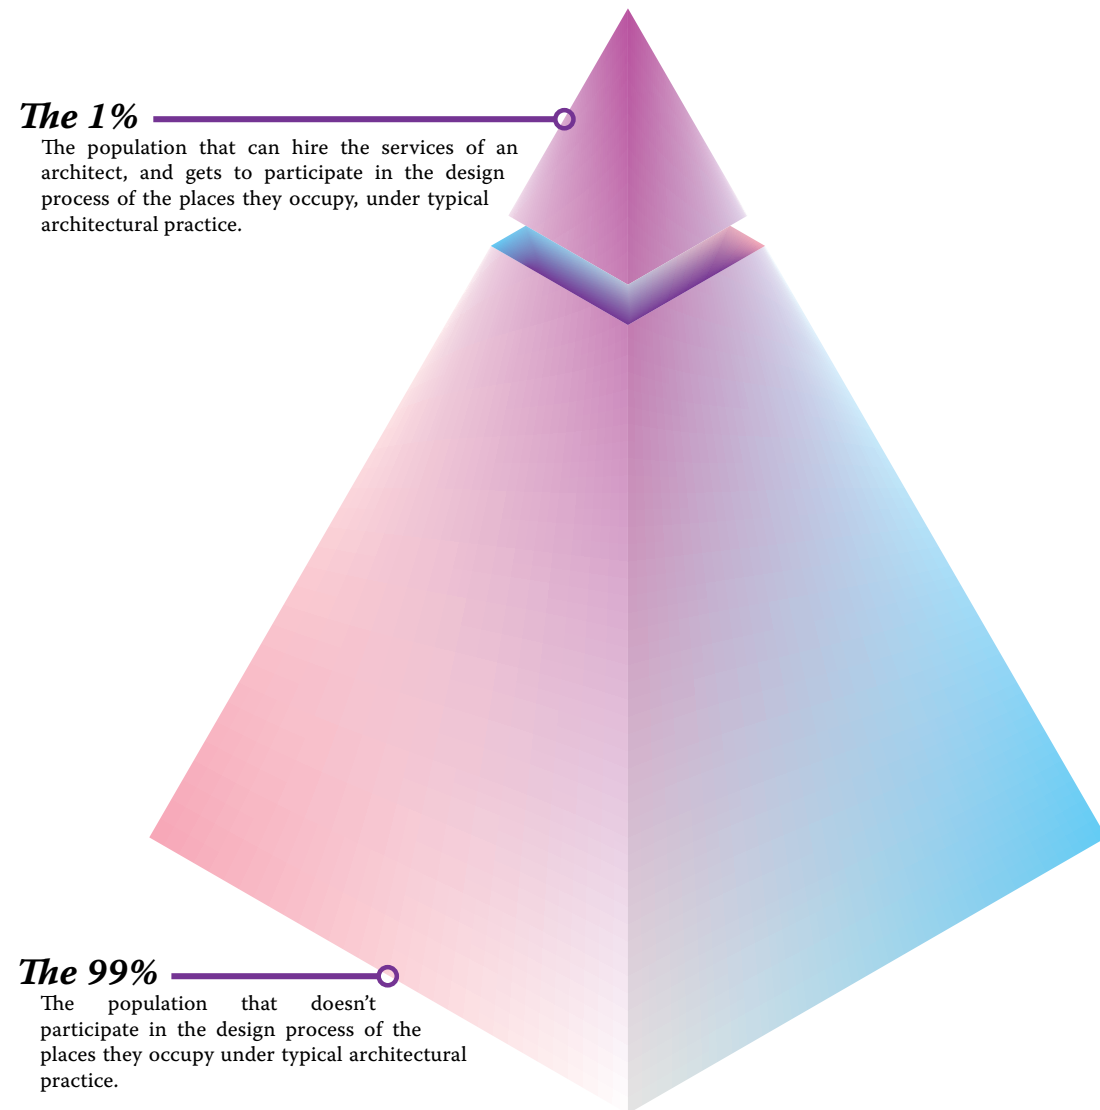 The 1%
The population that can hire the services of an
architect, and gets to participate in the design
process of the places they occupy, under typical
architectural practice.
The 99%
The population that doesn’t
participate in the design process of the
places they occupy under typical architectural
practice.